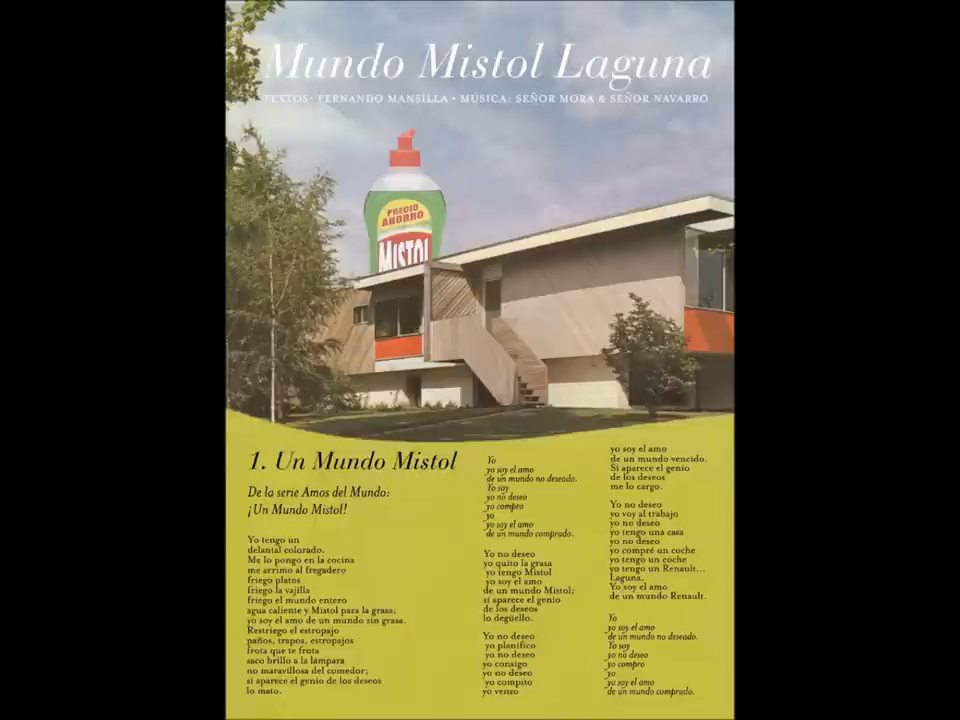 Mundo Mistol Laguna
TEXTOS: FERNANDO MANSILLA • MÚSICA: SEÑOR MORA & SEÑOR NAVARRO
PRECIO
AHORRO
MISTOL
1. Un Mundo Mistol
De la serie Amos del Mundo:
¡Un Mundo Mistol!
Yo tengo un
delantal colorado.
Me lo pongo en la cocina
me arrimo al fregadero
friego platos
friego la vajilla
friego el mundo entero
agua caliente y Mistol para la grasa;
yo soy el amo de un mundo sin grasa.
Restriego el estropajo
paños, trapos, estropajos
frota que te frota
saco brillo a la lámpara
no maravillosa del comedor;
si aparece el genio de los deseos
lo mato.
Yo
yo soy el amo
de un mundo no deseado.
Yo soy
yo no deseo
yo compro
yo
yo soy el amo
de un mundo comprado.
Yo no deseo
yo quito la grasa
yo tengo Mistol
yo soy el amo
de un mundo Mistol;
si aparece el genio
de los deseos
lo degüello.
Yo no deseo
yo planifico
yo no deseo
yo consigo
yo no deseo
yo compito
yo venzo
yo soy el amo
de un mundo vencido.
Si aparece el genio
de los deseos
me lo cargo.
Yo no deseo
yo voy al trabajo
yo no deseo
yo tengo una casa
yo no deseo
yo compré un coche
yo tengo un coche
yo tengo un Renault...
Laguna.
Yo soy el amo
de un mundo Renault.
Yo
yo soy el amo
de un mundo no deseado.
Yo soy
yo no deseo
yo compro
yo
yo soy el amo
de un mundo comprado.